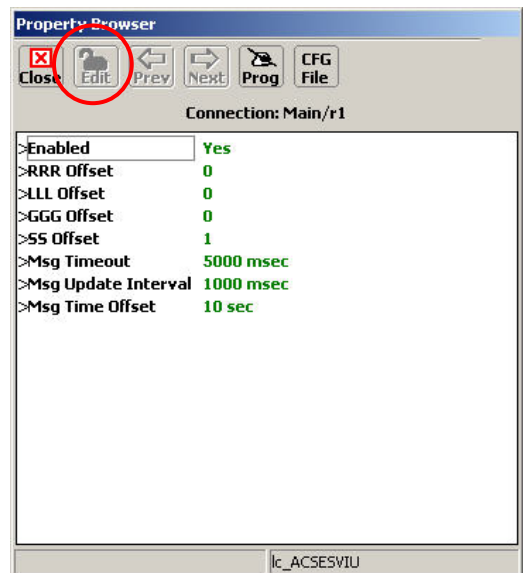 Property Browser
Close Edit Prev Next Prog CFG File
Connection: Main/r1
>Enabled Yes
>RRR Offset 0
>LLL Offset 0
>GGG Offset 0
>SS Offset 1
>Msg Timeout 5000 msec
>Msg Update Interval 1000 msec
>Msg Time Offset 10 sec
lc_ACSESVIU